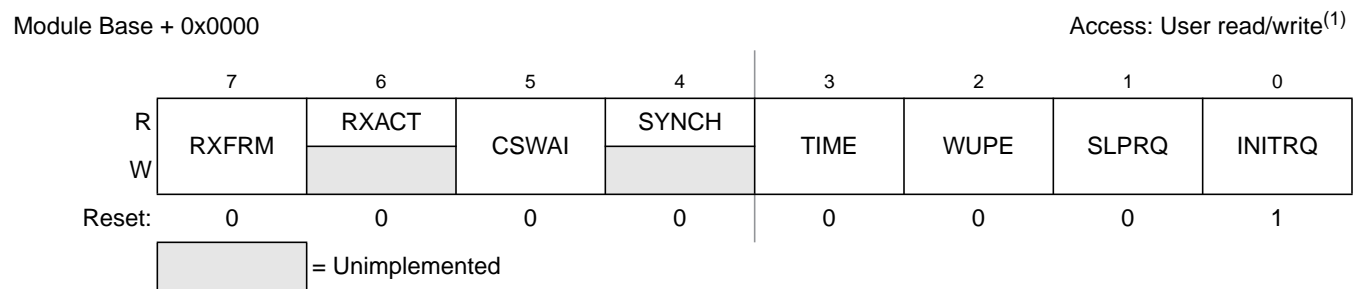 Module Base + 0x0000 Access: User read/write(1)
7 6 5 4 3 2 1 0
R RXFRM RXACT CSWAI SYNCH TIME WUPE SLPRQ INITRQ
W
Reset: 0 0 0 0 0 0 0 1
= Unimplemented